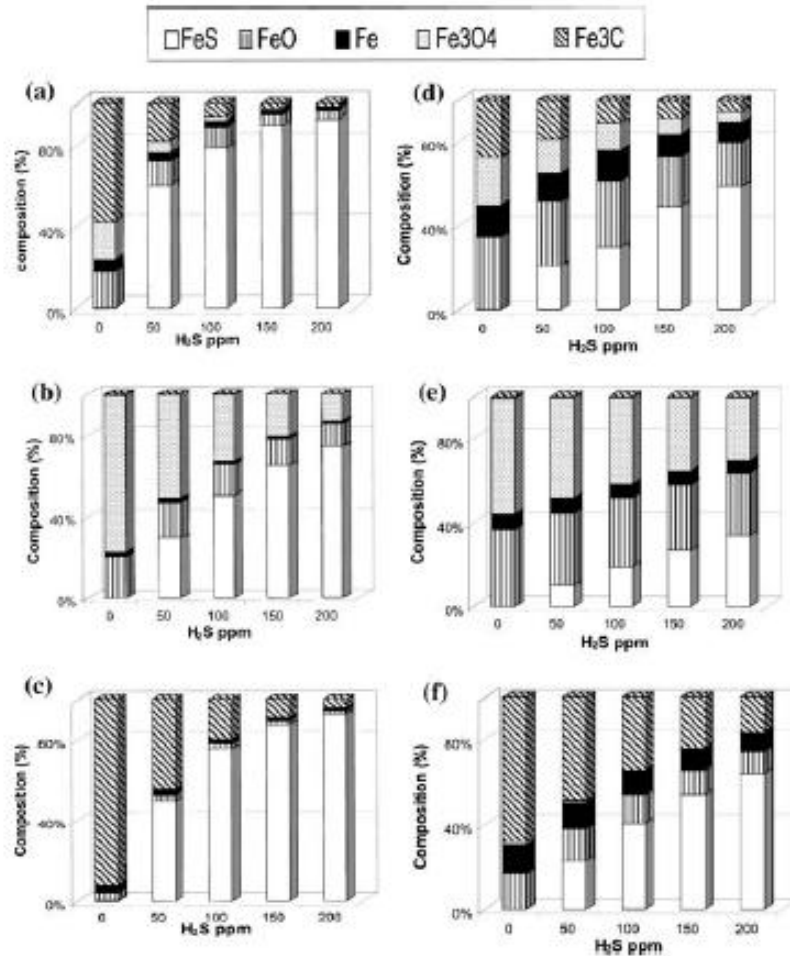 FeS FeO Fe Fe3O4 Fe3C
(a)
composition (%)
80%
40%
0%
0 50 100 150 200
H₂S ppm
(d)
Composition (%)
80%
40%
0%
0 50 100 150 200
H₂S ppm
(b)
Composition (%)
80%
40%
0%
0 50 100 150 200
H₂S ppm
(e)
Composition (%)
80%
40%
0%
0 50 100 150 200
H₂S ppm
(c)
Composition (%)
80%
40%
0%
0 50 100 150 200
H₂S ppm
(f)
Composition (%)
80%
40%
0%
0 50 100 150 200
H₂S ppm